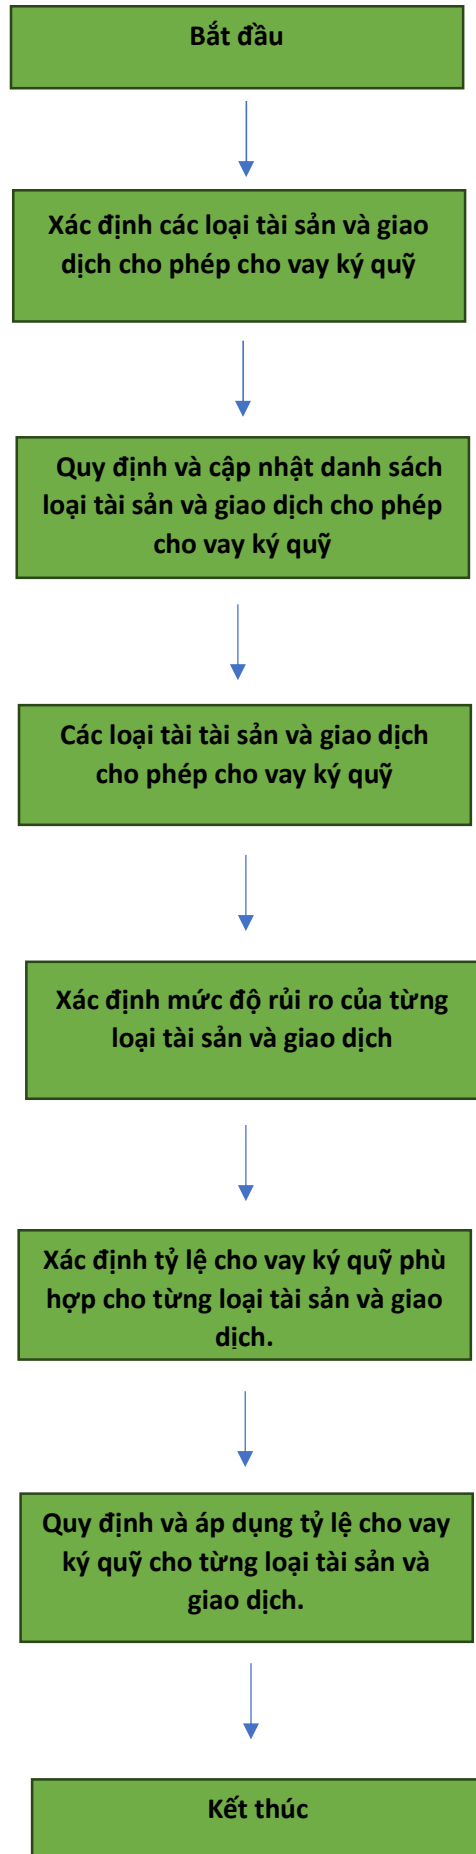 Bắt đầu
Xác định các loại tài sản và giao
dịch cho phép cho vay ký quỹ
Quy định và cập nhật danh sách
loại tài sản và giao dịch cho phép
cho vay ký quỹ
Các loại tài tài sản và giao dịch
cho phép cho vay ký quỹ
Xác định mức độ rủi ro của từng
loại tài sản và giao dịch
Xác định tỷ lệ cho vay ký quỹ phù
hợp cho từng loại tài sản và giao
dịch.
Quy định và áp dụng tỷ lệ cho vay
ký quỹ cho từng loại tài sản và
giao dịch.
Kết thúc